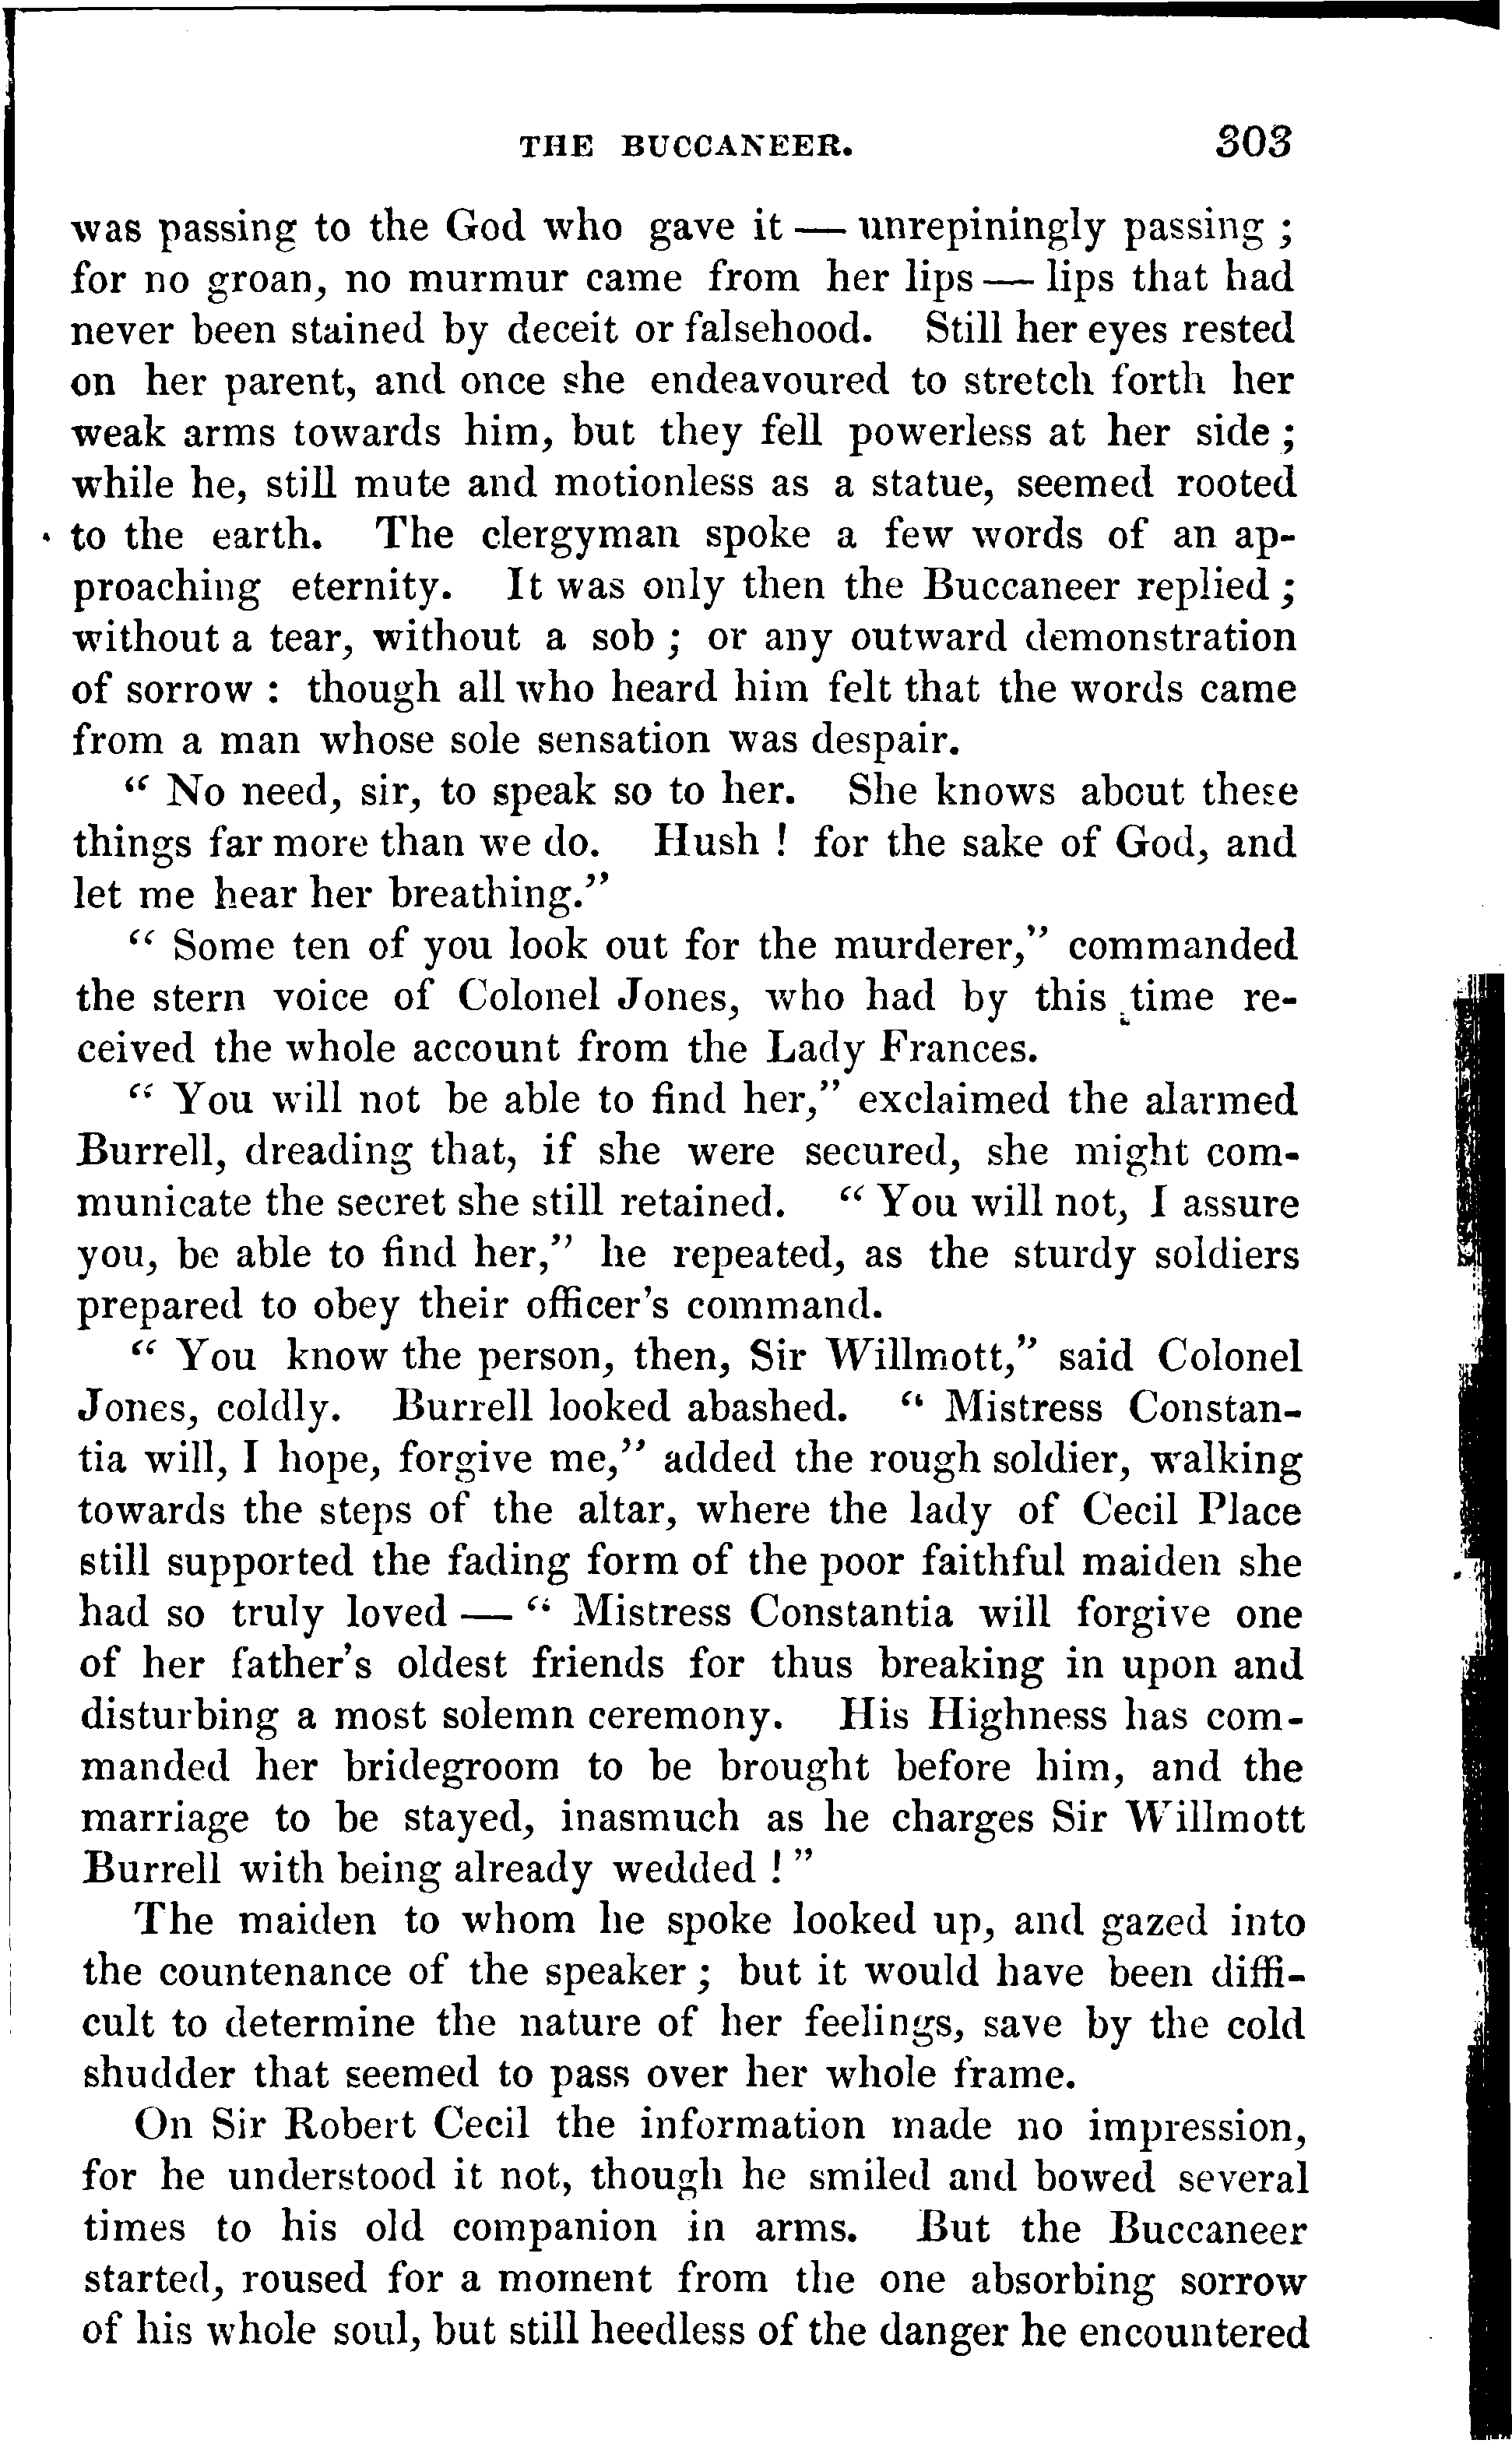 THE BUCCANEER. 303
was passing to the God who gave it — unrepiningly passing ;
for no groan, no murmur came from her lips — lips that had
never been stained by deceit or falsehood. Still her eyes rested
on her parent, and once she endeavoured to stretch forth her
weak arms towards him, but they fell powerless at her side ;
while he, still mute and motionless as a statue, seemed rooted
to the earth. The clergyman spoke a few words of an ap-
proaching eternity. It was only then the Buccaneer replied ;
without a tear, without a sob ; or any outward demonstration
of sorrow : though all who heard him felt that the words came
from a man whose sole sensation was despair.
“ No need, sir, to speak so to her. She knows about these
things far more than we do. Hush ! for the sake of God, and
let me hear her breathing.”
“ Some ten of you look out for the murderer,” commanded
the stern voice of Colonel Jones, who had by this time re-
ceived the whole account from the Lady Frances.
“ You will not be able to find her,” exclaimed the alarmed
Burrell, dreading that, if she were secured, she might com-
municate the secret she still retained. “ You will not, I assure
you, be able to find her,” he repeated, as the sturdy soldiers
prepared to obey their officer's command.
“ You know the person, then, Sir Willmott,” said Colonel
Jones, coldly. Burrell looked abashed. “ Mistress Constan-
tia will, I hope, forgive me,” added the rough soldier, walking
towards the steps of the altar, where the lady of Cecil Place
still supported the fading form of the poor faithful maiden she
had so truly loved — “ Mistress Constantia will forgive one
of her father's oldest friends for thus breaking in upon and
disturbing a most solemn ceremony. His Highness has com-
manded her bridegroom to be brought before him, and the
marriage to be stayed, inasmuch as he charges Sir Willmott
Burrell with being already wedded ! ”
The maiden to whom he spoke looked up, and gazed into
the countenance of the speaker ; but it would have been diffi-
cult to determine the nature of her feelings, save by the cold
shudder that seemed to pass over her whole frame.
On Sir Robert Cecil the information made no impression,
for he understood it not, though he smiled and bowed several
times to his old companion in arms. But the Buccaneer
started, roused for a moment from the one absorbing sorrow
of his whole soul, but still heedless of the danger he encountered